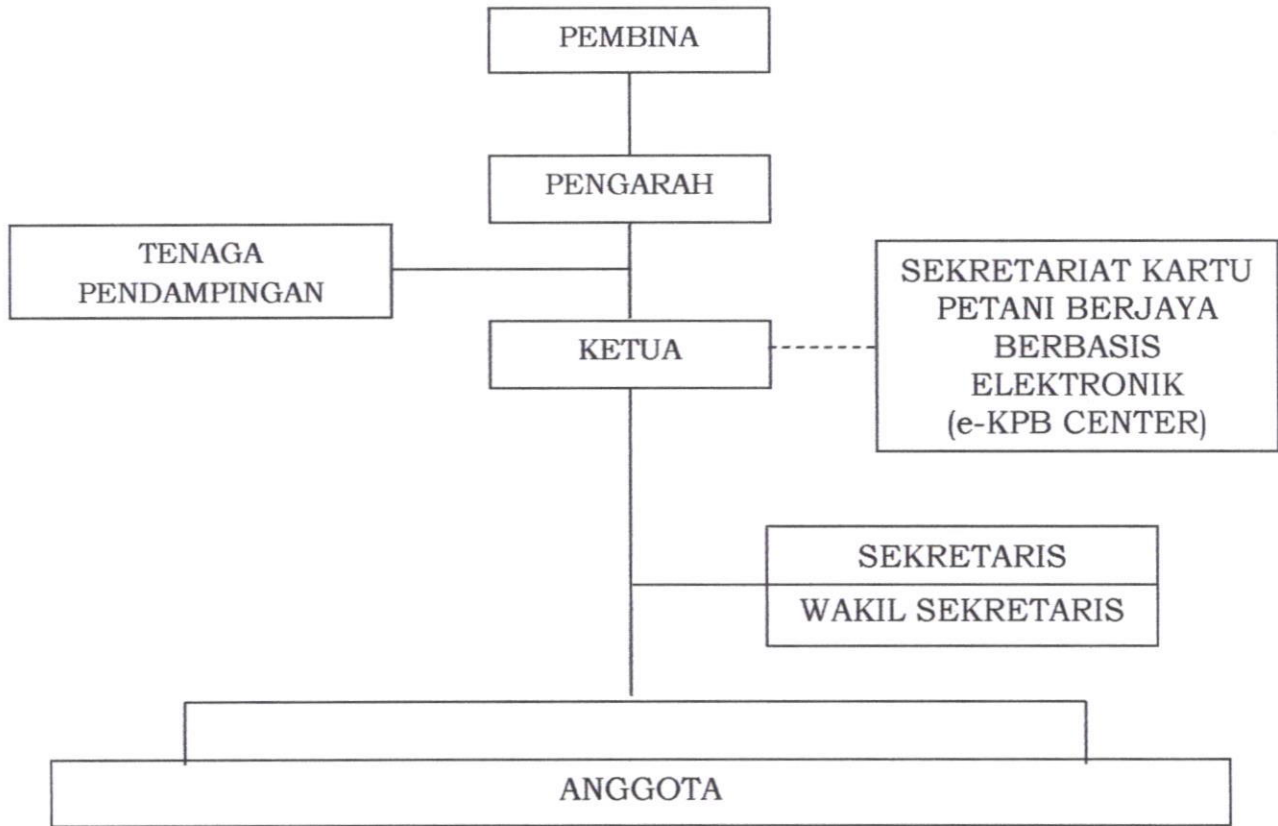 PEMBINA
PENGARAH
TENAGA
PENDAMPINGAN
SEKRETARIAT KARTU
PETANI BERJAYA
BERBASIS
ELEKTRONIK
(e-KPB CENTER)
KETUA
SEKRETARIS
WAKIL SEKRETARIS
ANGGOTA